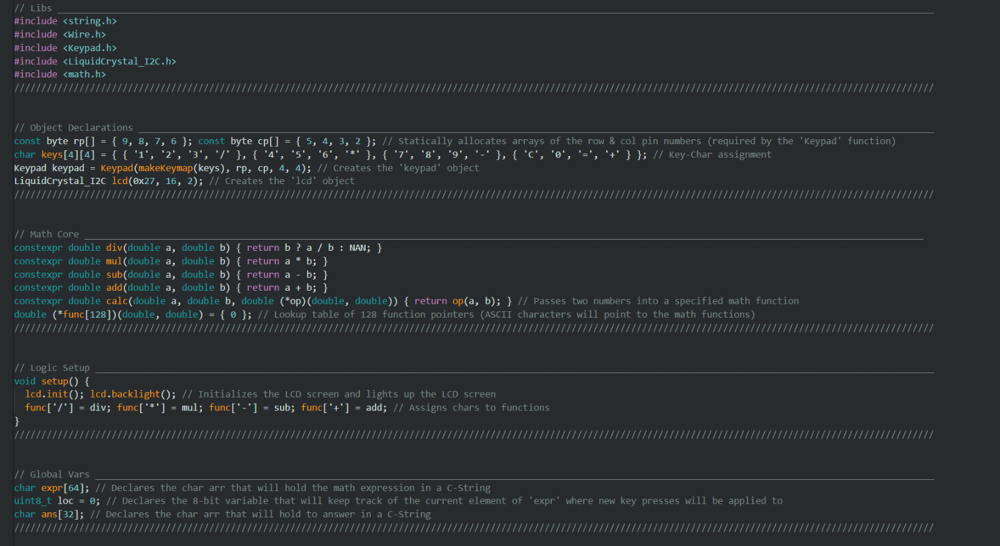 // Libs ____________________________________________________________________________________________________________________________________________________________________
#include <string.h>
#include <Wire.h>
#include <Keypad.h>
#include <LiquidCrystal_I2C.h>
#include <math.h>
//////////////////////////////////////////////////////////////////////////////////////////////////////////////////////////////////////////////////////////////////////////
// Object Declarations _____________________________________________________________________________________________________________________________________________________
const byte rp[] = { 9, 8, 7, 6 }; const byte cp[] = { 5, 4, 3, 2 }; // Statically allocates arrays of the row & col pin numbers (required by the 'Keypad' function)
char keys[4][4] = { { '1', '2', '3', '/' }, { '4', '5', '6', '*' }, { '7', '8', '9', '-' }, { 'C', '0', '=', '+' } }; // Key-Char assignment
Keypad keypad = Keypad(makeKeymap(keys), rp, cp, 4, 4); // Creates the 'keypad' object
LiquidCrystal_I2C lcd(0x27, 16, 2); // Creates the 'lcd' object
//////////////////////////////////////////////////////////////////////////////////////////////////////////////////////////////////////////////////////////////////////////
// Math Core ____________________________________________________________________________________________________________________________________________________________
constexpr double div(double a, double b) { return b ? a / b : NAN; }
constexpr double mul(double a, double b) { return a * b; }
constexpr double sub(double a, double b) { return a - b; }
constexpr double add(double a, double b) { return a + b; }
constexpr double calc(double a, double b, double (*op)(double, double)) { return op(a, b); } // Passes two numbers into a specified math function
double (*func[128])(double, double) = { 0 }; // Lookup table of 128 function pointers (ASCII characters will point to the math functions)
//////////////////////////////////////////////////////////////////////////////////////////////////////////////////////////////////////////////////////////////////////////
// Logic Setup _____________________________________________________________________________________________________________________________________________________________
void setup() {
  lcd.init(); lcd.backlight(); // Initializes the LCD screen and lights up the LCD screen
  func['/'] = div; func['*'] = mul; func['-'] = sub; func['+'] = add; // Assigns chars to functions
}
//////////////////////////////////////////////////////////////////////////////////////////////////////////////////////////////////////////////////////////////////////////
// Global Vars _____________________________________________________________________________________________________________________________________________________________
char expr[64]; // Declares the char arr that will hold the math expression in a C-String
uint8_t loc = 0; // Declares the 8-bit variable that will keep track of the current element of 'expr' where new key presses will be applied to
char ans[32]; // Declares the char arr that will hold to answer in a C-String
//////////////////////////////////////////////////////////////////////////////////////////////////////////////////////////////////////////////////////////////////////////